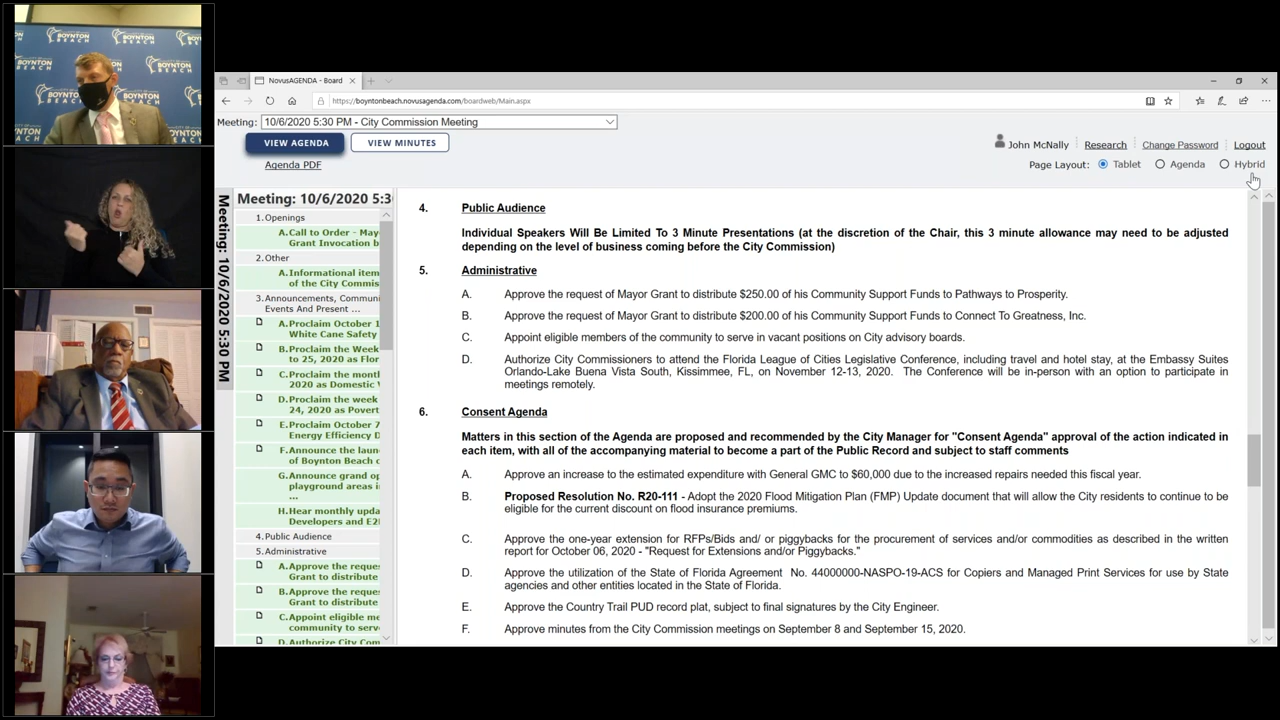 BOYNTON
BEACH
NovusAGENDA - Board
https://boyntonbeach.novusagenda.com/boardweb/Main.aspx
Meeting: 10/6/2020 5:30 PM - City Commission Meeting
VIEW AGENDA VIEW MINUTES
Agenda PDF
John McNally Research Change Password Logout
Page Layout: Tablet Agenda Hybrid
Meeting: 10/6/2020 5:30 PM
Meeting: 10/6/2020 5:3
1.Openings
A.Call to Order - May
Grant Invocation b
2.Other
A.Informational item
of the City Commis
3.Announcements, Commun
Events And Present ...
A.Proclaim October 1
White Cane Safety
B.Proclaim the Week
to 25, 2020 as Flor
C.Proclaim the mont
2020 as Domestic V
D.Proclaim the week
24, 2020 as Povert
E.Proclaim October 7
Energy Efficiency D
F.Announce the laun
of Boynton Beach c
G.Announce grand op
playground areas i
...
H.Hear monthly upda
Developers and E2
4.Public Audience
5.Administrative
A.Approve the reque
Grant to distribute
B.Approve the reque
Grant to distribute
C.Appoint eligible me
community to serv
D.Authorize City Com
4. Public Audience
Individual Speakers Will Be Limited To 3 Minute Presentations (at the discretion of the Chair, this 3 minute allowance may need to be adjusted
depending on the level of business coming before the City Commission)
5. Administrative
A. Approve the request of Mayor Grant to distribute $250.00 of his Community Support Funds to Pathways to Prosperity.
B. Approve the request of Mayor Grant to distribute $200.00 of his Community Support Funds to Connect To Greatness, Inc.
C. Appoint eligible members of the community to serve in vacant positions on City advisory boards.
D. Authorize City Commissioners to attend the Florida League of Cities Legislative Conference, including travel and hotel stay, at the Embassy Suites
Orlando-Lake Buena Vista South, Kissimmee, FL, on November 12-13, 2020. The Conference will be in-person with an option to participate in
meetings remotely.
6. Consent Agenda
Matters in this section of the Agenda are proposed and recommended by the City Manager for "Consent Agenda" approval of the action indicated in
each item, with all of the accompanying material to become a part of the Public Record and subject to staff comments
A. Approve an increase to the estimated expenditure with General GMC to $60,000 due to the increased repairs needed this fiscal year.
B. Proposed Resolution No. R20-111 - Adopt the 2020 Flood Mitigation Plan (FMP) Update document that will allow the City residents to continue to be
eligible for the current discount on flood insurance premiums.
C. Approve the one-year extension for RFPs/Bids and/ or piggybacks for the procurement of services and/or commodities as described in the written
report for October 06, 2020 - "Request for Extensions and/or Piggybacks."
D. Approve the utilization of the State of Florida Agreement No. 44000000-NASPO-19-ACS for Copiers and Managed Print Services for use by State
agencies and other entities located in the State of Florida.
E. Approve the Country Trail PUD record plat, subject to final signatures by the City Engineer.
F. Approve minutes from the City Commission meetings on September 8 and September 15, 2020.